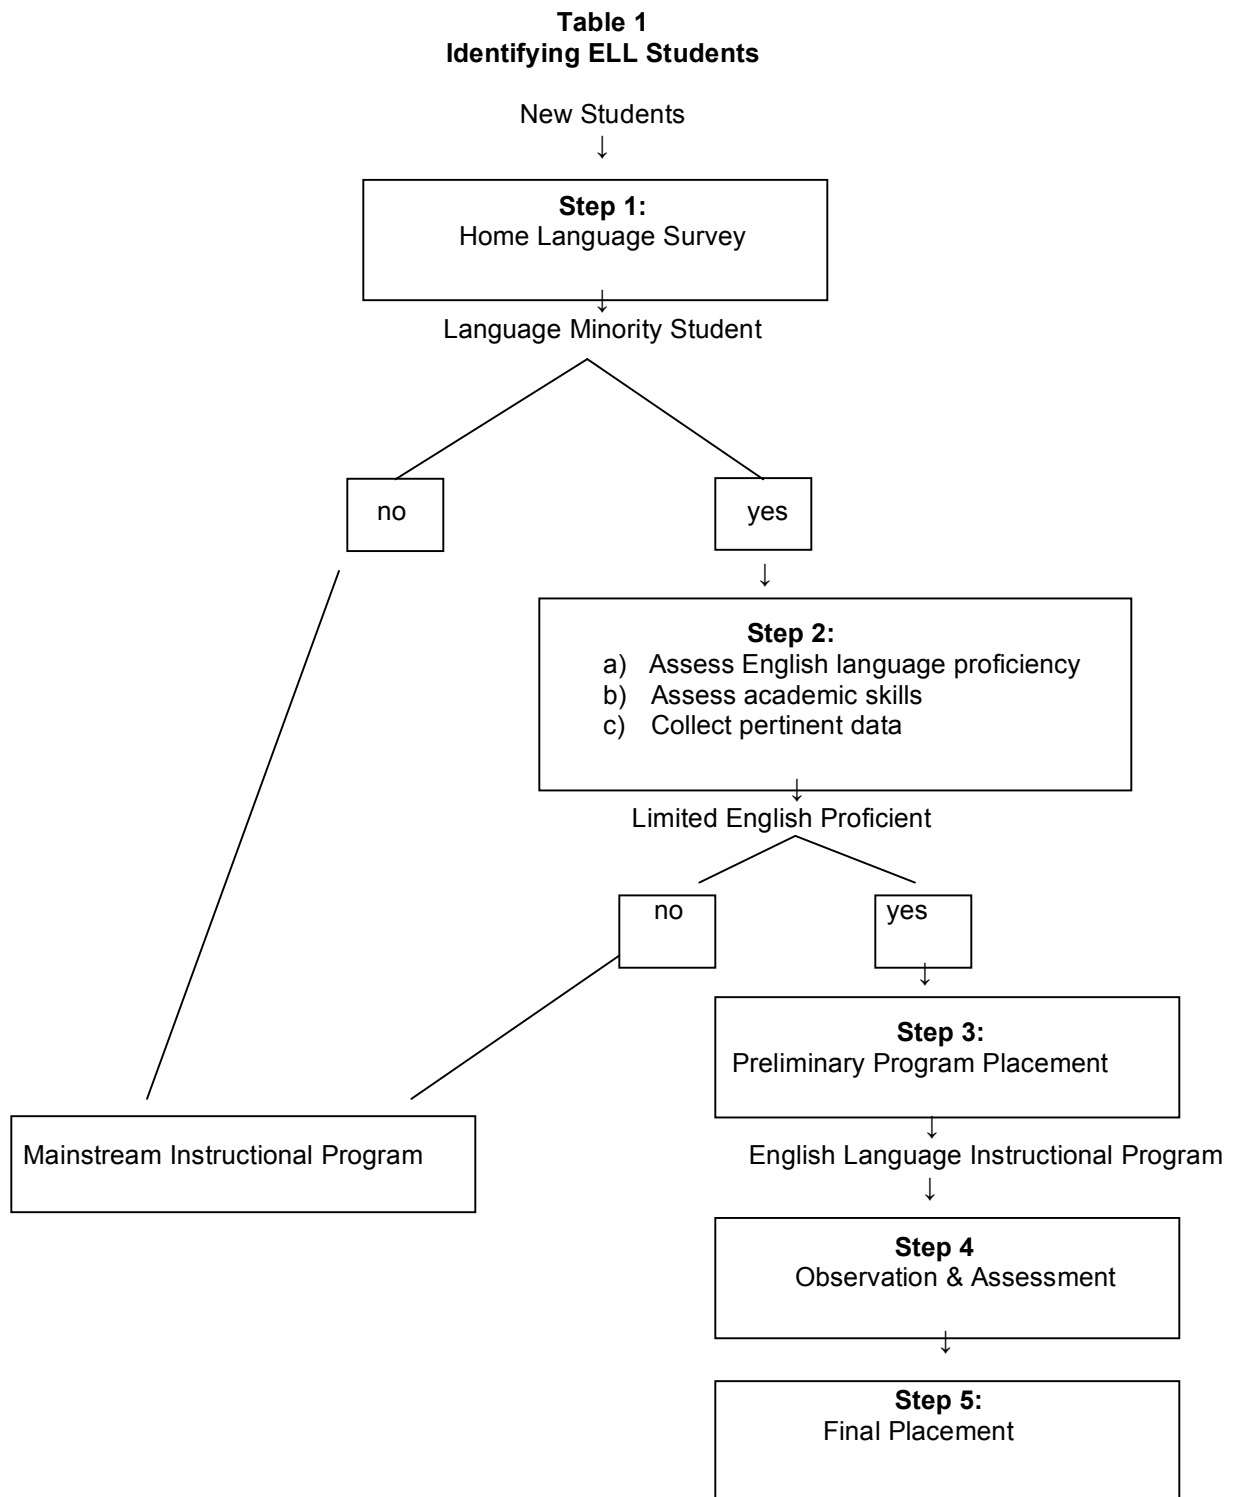 Table 1
Identifying ELL Students
New Students
↓
Step 1:
Home Language Survey
↓
Language Minority Student
no
yes
↓
Step 2:
a) Assess English language proficiency
b) Assess academic skills
c) Collect pertinent data
↓
Limited English Proficient
no
yes
↓
Step 3:
Preliminary Program Placement
↓
Mainstream Instructional Program
English Language Instructional Program
↓
Step 4
Observation & Assessment
↓
Step 5:
Final Placement